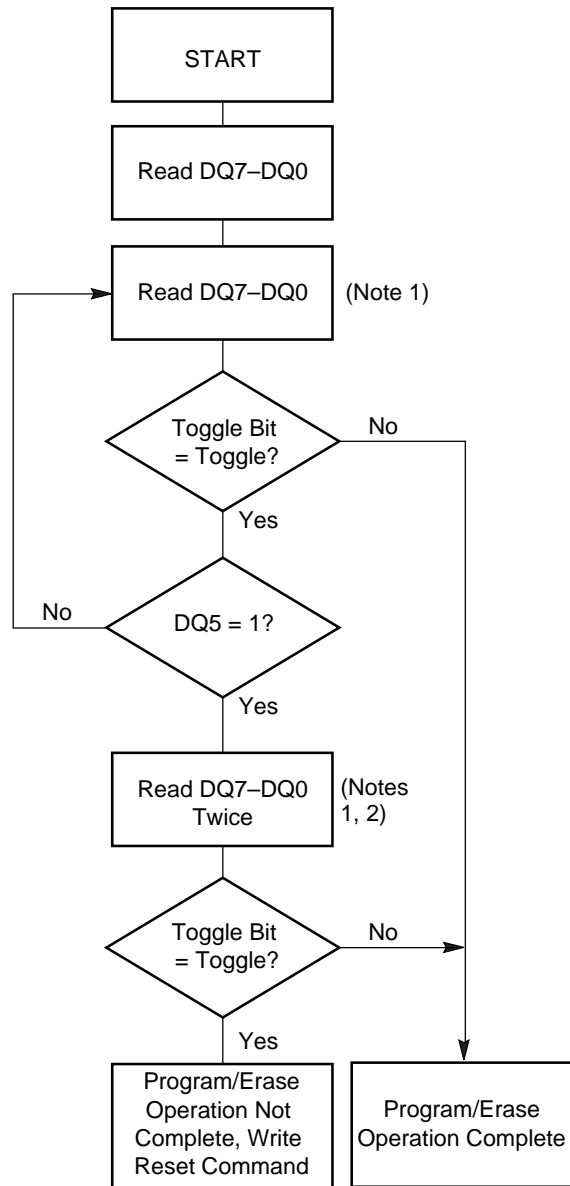 START
Read DQ7–DQ0
Read DQ7–DQ0
(Note 1)
Toggle Bit
= Toggle?
No
Yes
DQ5 = 1?
No
Yes
Read DQ7–DQ0
Twice
(Notes
1, 2)
Toggle Bit
= Toggle?
No
Yes
Program/Erase
Operation Not
Complete, Write
Reset Command
Program/Erase
Operation Complete